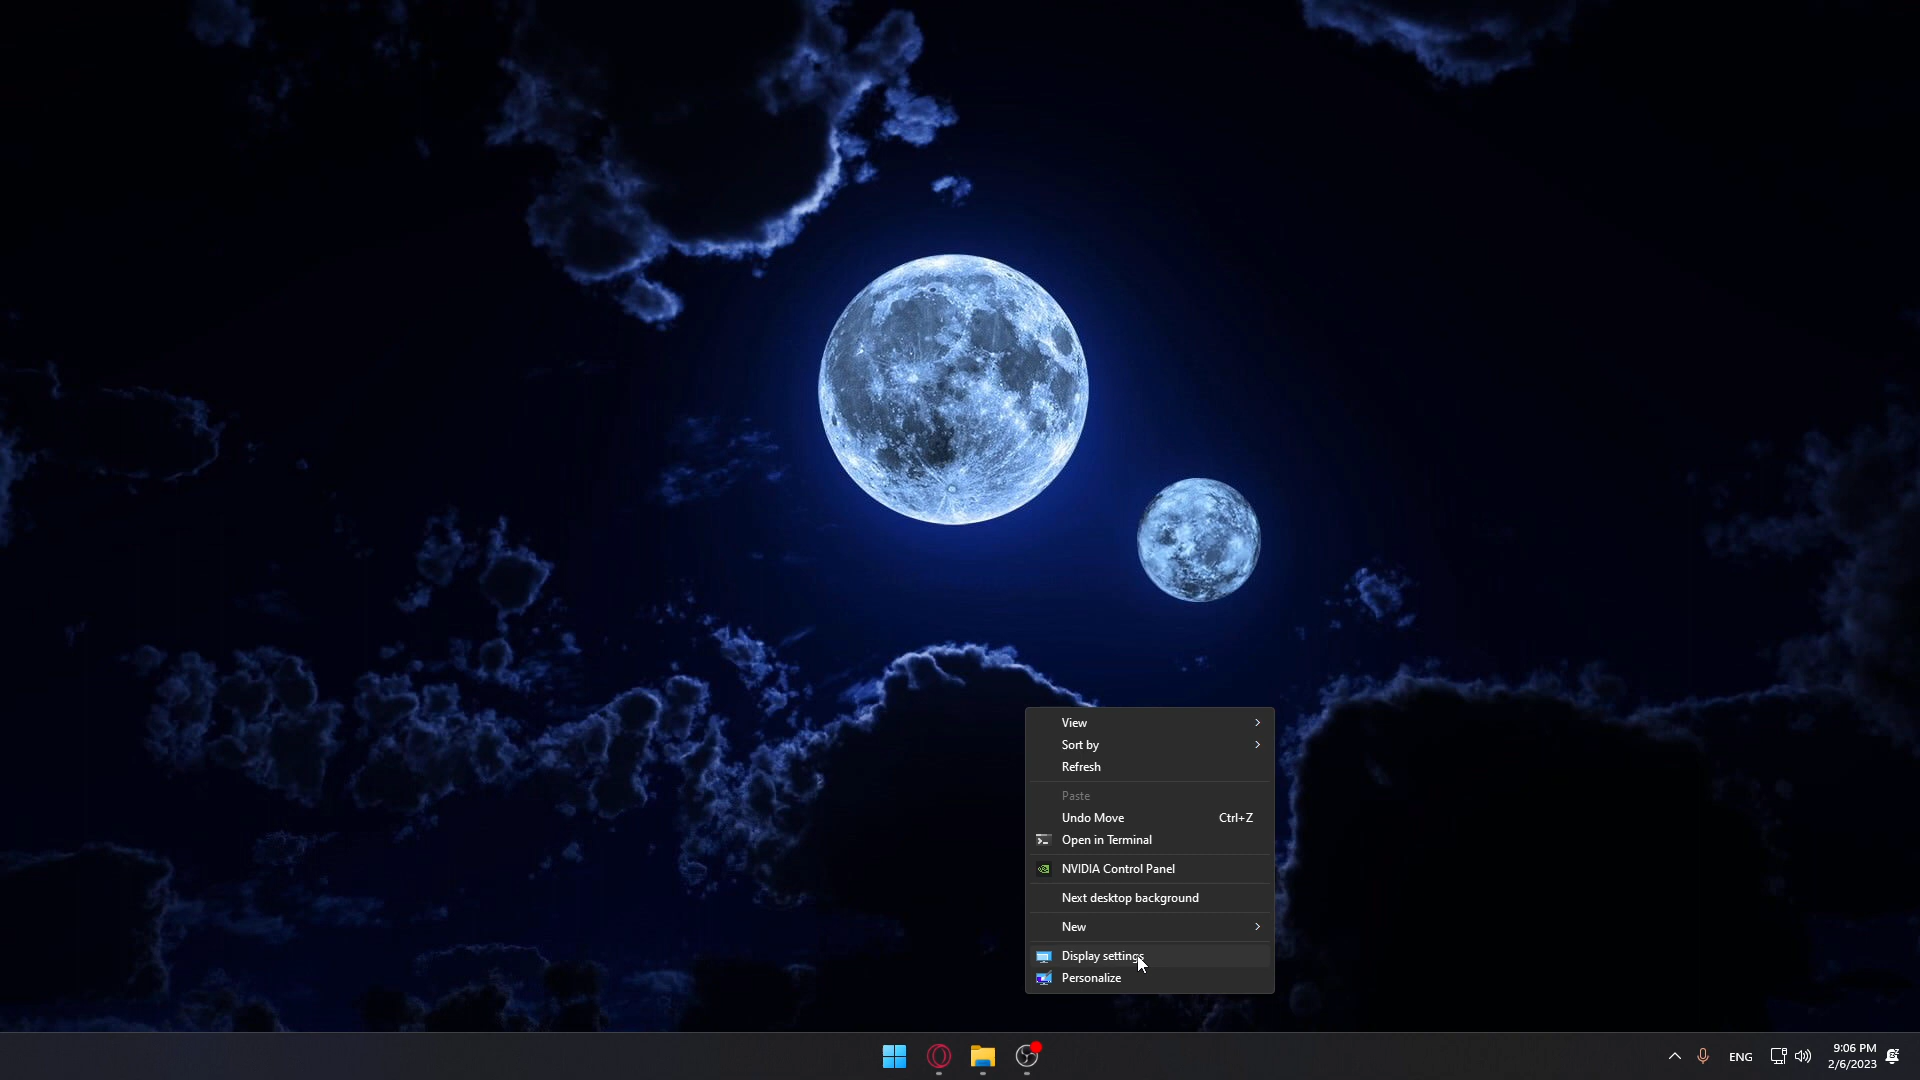 View
Sort by
Refresh
Paste
Undo Move Ctrl+Z
Open in Terminal
NVIDIA Control Panel
Next desktop background
New
Display settings
Personalize
ENG
9:06 PM
2/6/2023